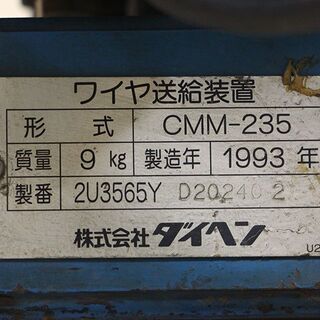 ワイヤ送給装置
形 式 CMM-235
質量 9 kg 製造年 1993 年
製番 2U3565Y D20240 2
株式会社 ダイヘン
U2